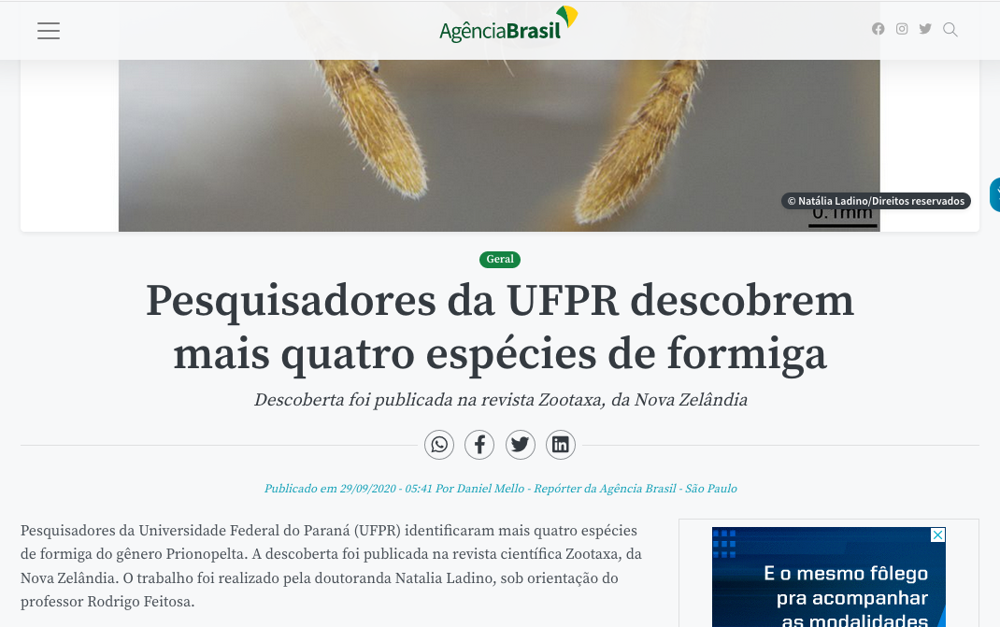 AgênciaBrasil
© Natália Ladino/Direitos reservados
0.1mm
Geral
Pesquisadores da UFPR descobrem
mais quatro espécies de formiga
Descoberta foi publicada na revista Zootaxa, da Nova Zelândia
Publicado em 29/09/2020 - 05:41 Por Daniel Mello - Repórter da Agência Brasil - São Paulo
Pesquisadores da Universidade Federal do Paraná (UFPR) identificaram mais quatro espécies
de formiga do gênero Prionopelta. A descoberta foi publicada na revista científica Zootaxa, da
Nova Zelândia. O trabalho foi realizado pela doutoranda Natalia Ladino, sob orientação do
professor Rodrigo Feitosa.
E o mesmo fôlego
pra acompanhar
as modalidades